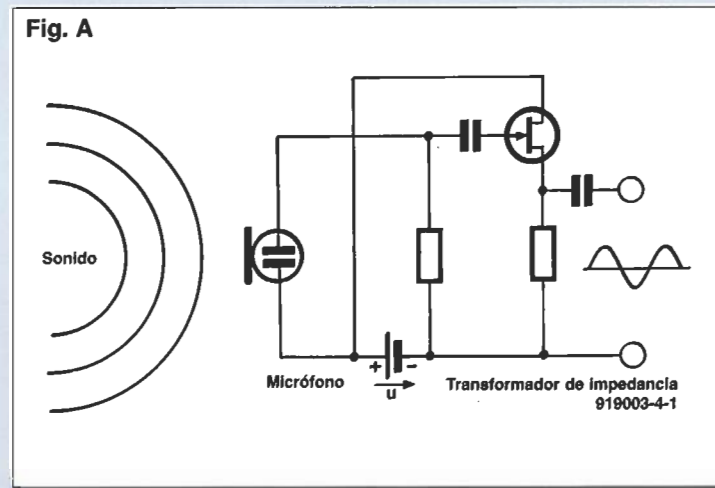 Fig. A
Sonido
Micrófono
+ -
u
Transformador de impedancia
919003-4-1